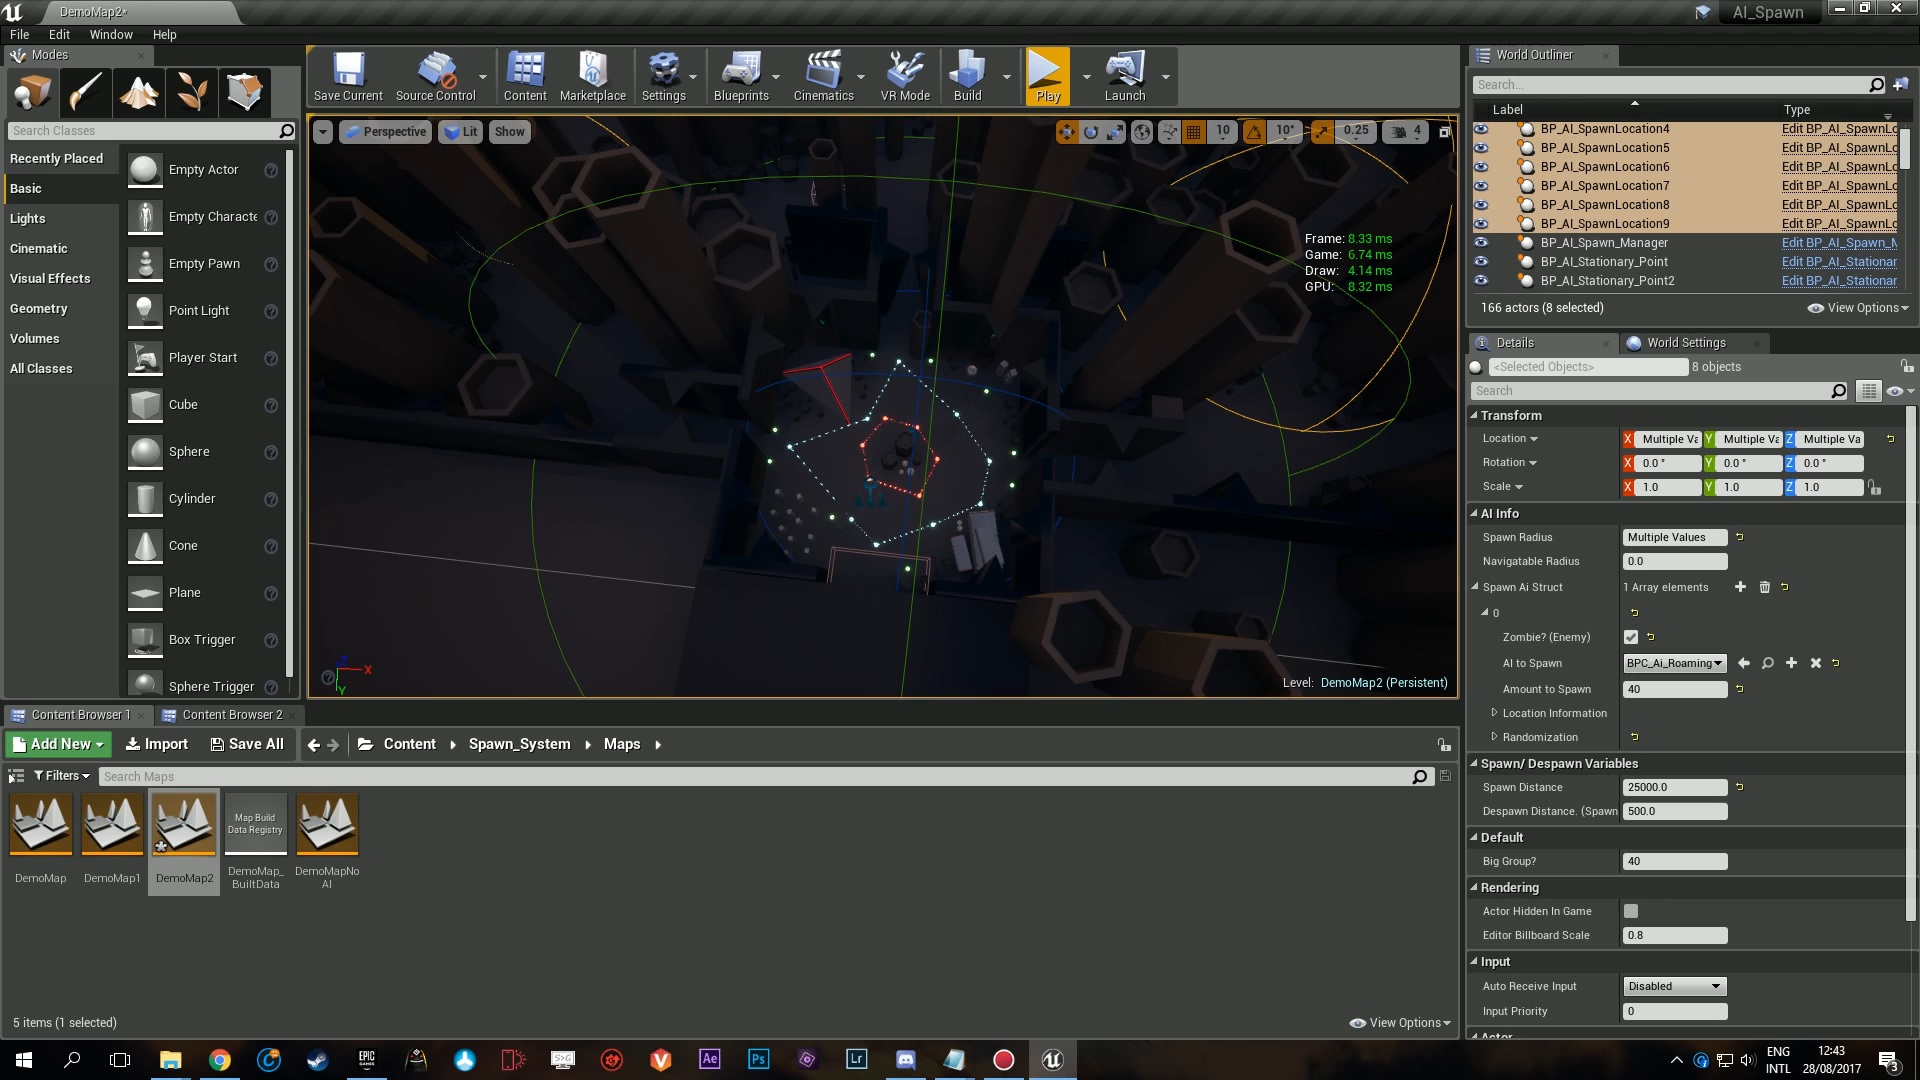 DemoMap2*
AI_Spawn
File Edit Window Help
Modes
Search Classes
Recently Placed
Basic
Lights
Cinematic
Visual Effects
Geometry
Volumes
All Classes
Empty Actor
Empty Characte
Empty Pawn
Point Light
Player Start
Cube
Sphere
Cylinder
Cone
Plane
Box Trigger
Sphere Trigger
Save Current Source Control Content Marketplace Settings Blueprints Cinematics VR Mode Build Play Launch
Perspective Lit Show
10 10° 0.25 4
Frame: 8.33 ms
Game: 6.74 ms
Draw: 4.14 ms
GPU: 8.32 ms
Z X
Y
Level: DemoMap2 (Persistent)
World Outliner
Search...
Label Type
BP_AI_SpawnLocation4 Edit BP_AI_SpawnLc
BP_AI_SpawnLocation5 Edit BP_AI_SpawnLc
BP_AI_SpawnLocation6 Edit BP_AI_SpawnLc
BP_AI_SpawnLocation7 Edit BP_AI_SpawnLc
BP_AI_SpawnLocation8 Edit BP_AI_SpawnLc
BP_AI_SpawnLocation9 Edit BP_AI_SpawnLc
BP_AI_Spawn_Manager Edit BP_AI_Spawn_M
BP_AI_Stationary_Point Edit BP_AI_Stationar
BP_AI_Stationary_Point2 Edit BP_AI_Stationar
166 actors (8 selected) View Options
Details World Settings
<Selected Objects> 8 objects
Search
Transform
Location X Multiple Va Y Multiple Va Z Multiple Va
Rotation X 0.0 ° Y 0.0 ° Z 0.0 °
Scale X 1.0 Y 1.0 Z 1.0
AI Info
Spawn Radius Multiple Values
Navigatable Radius 0.0
Spawn Ai Struct 1 Array elements
0
Zombie? (Enemy)
AI to Spawn BPC_Ai_Roaming
Amount to Spawn 40
Location Information
Randomization
Spawn/ Despawn Variables
Spawn Distance 25000.0
Despawn Distance. (Spawn 500.0
Default
Big Group? 40
Rendering
Actor Hidden In Game
Editor Billboard Scale 0.8
Input
Auto Receive Input Disabled
Input Priority 0
Actor
Content Browser 1 Content Browser 2
Add New Import Save All Content Spawn_System Maps
Filters Search Maps
Map Build
Data Registry
DemoMap DemoMap1 DemoMap2 DemoMap_ DemoMapNo
BuiltData AI
5 items (1 selected) View Options
EPIC
GAMES
Ae Ps Lr
ENG
INTL
12:43
28/08/2017
3